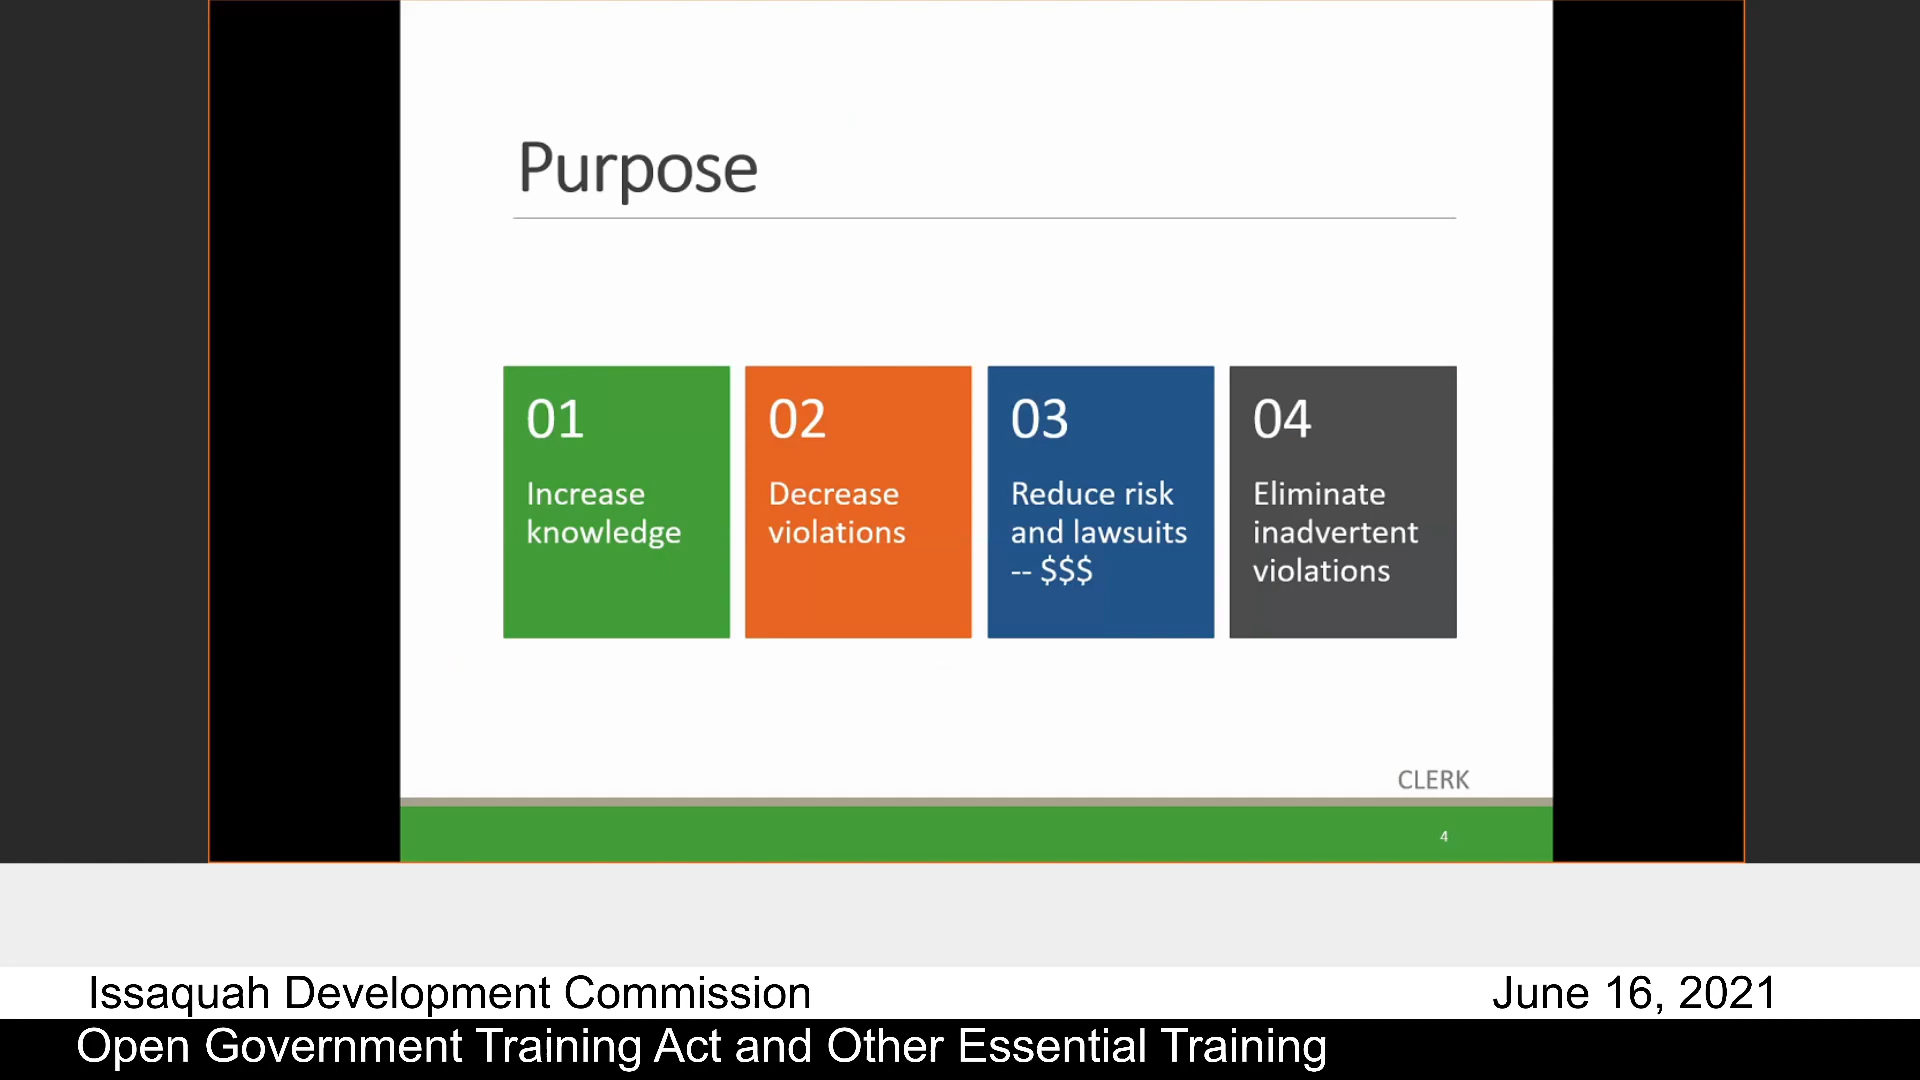 Purpose
01
Increase
knowledge
02
Decrease
violations
03
Reduce risk
and lawsuits
-- $$$
04
Eliminate
inadvertent
violations
CLERK
4
Issaquah Development Commission
June 16, 2021
Open Government Training Act and Other Essential Training